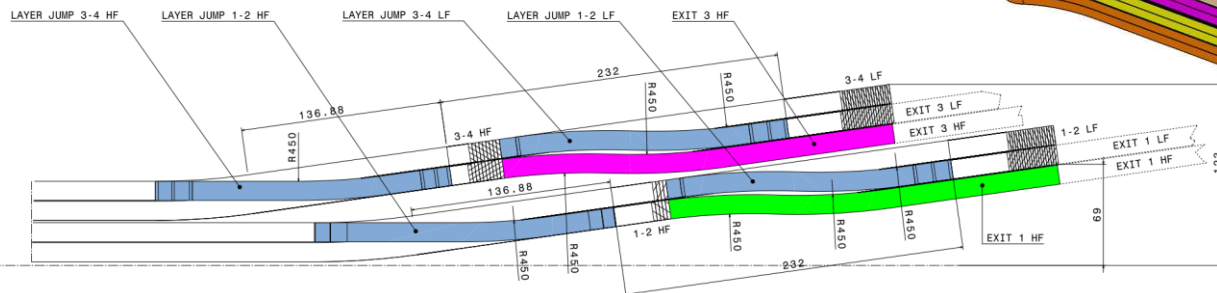 LAYER JUMP 3-4 HF
LAYER JUMP 1-2 HF
LAYER JUMP 3-4 LF
LAYER JUMP 1-2 LF
EXIT 3 HF
232
136.88
R450
3-4 HF
R450
R450
3-4 LF
EXIT 3 LF
EXIT 3 HF
1-2 LF
EXIT 1 LF
EXIT 1 HF
136.88
R450
R450
1-2 HF
R450
R450
R450
232
EXIT 1 HF
69